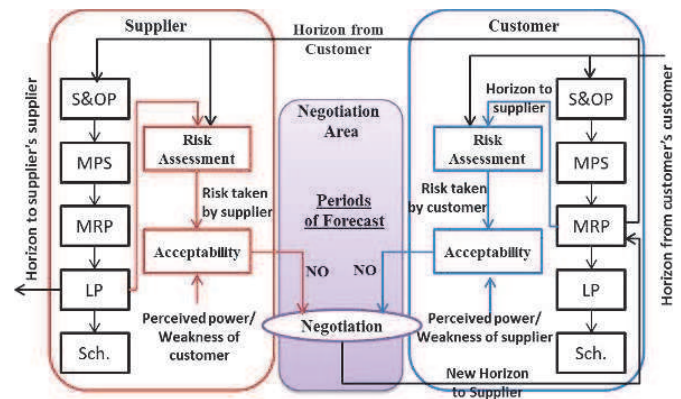 Supplier
Horizon from
Customer
Customer
Horizon to supplier's supplier
S&OP
MPS
MRP
LP
Sch.
Risk
Assessment
Risk taken
by supplier
Acceptability
NO
Perceived power/
Weakness of
customer
Negotiation
Area
Periods
of Forecast
NO
Negotiation
Horizon to
supplier
Risk
Assessment
Risk taken
by customer
Acceptability
Perceived power/
Weakness of supplier
S&OP
MPS
MRP
LP
Sch.
New Horizon
to Supplier
Horizon from customer's customer